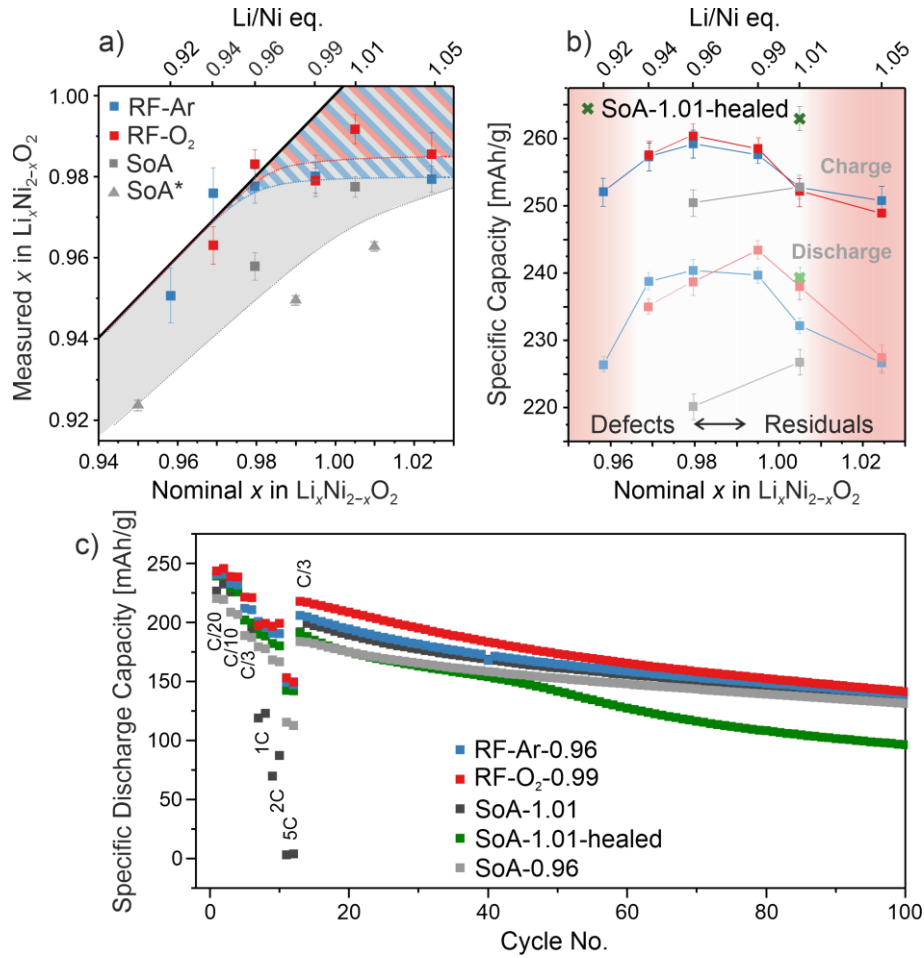 Li/Ni eq.
a)
0.92
0.94
0.96
0.99
1.01
1.05
1.00
0.98
0.96
0.94
0.92
Measured x in LiₓNi₂₋ₓO₂
RF-Ar
RF-O₂
SoA
SoA*
0.94 0.96 0.98 1.00 1.02
Nominal x in LiₓNi₂₋ₓO₂
Li/Ni eq.
b)
0.92
0.94
0.96
0.99
1.01
1.05
SoA-1.01-healed
260
250
240
230
220
Specific Capacity [mAh/g]
Charge
Discharge
Defects ↔ Residuals
0.96 0.98 1.00 1.02
Nominal x in LiₓNi₂₋ₓO₂
c)
250
200
150
100
50
0
Specific Discharge Capacity [mAh/g]
C/20
C/10
C/3
1C
2C
5C
C/3
RF-Ar-0.96
RF-O₂-0.99
SoA-1.01
SoA-1.01-healed
SoA-0.96
0 20 40 60 80 100
Cycle No.